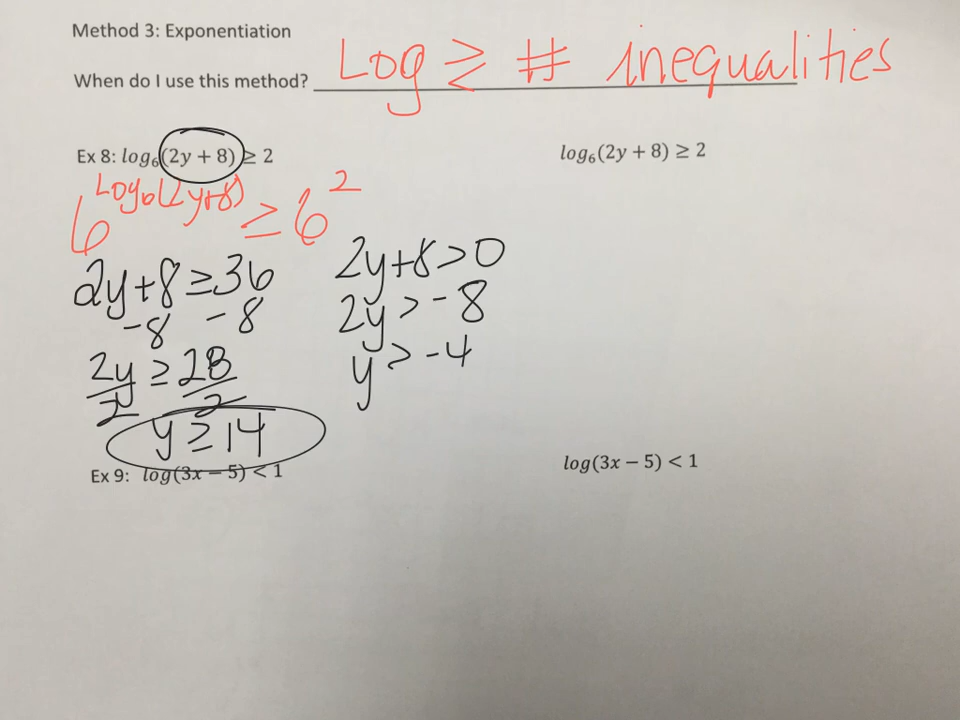 Method 3: Exponentiation
When do I use this method? Log ≥ # inequalities
Ex 8: log₆(2y + 8) ≥ 2
log₆(2y + 8) ≥ 2
6^Log₆(2y+8) ≥ 6²
2y+8 ≥ 36
-8 -8
2y/2 ≥ 28/2
y ≥ 14
2y+8>0
2y > -8
y > -4
Ex 9: log(3x − 5) < 1
log(3x − 5) < 1